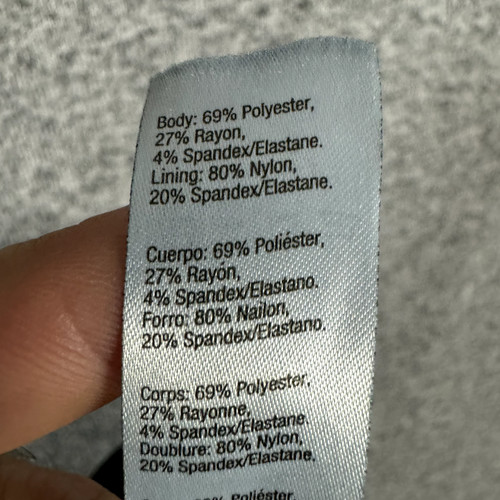 Body: 69% Polyester,
27% Rayon,
4% Spandex/Elastane.
Lining: 80% Nylon,
20% Spandex/Elastane.
Cuerpo: 69% Poliéster,
27% Rayón,
4% Spandex/Elastano.
Forro: 80% Nailon,
20% Spandex/Elastano.
Corps: 69% Polyester,
27% Rayonne,
4% Spandex/Elastane.
Doublure: 80% Nylon,
20% Spandex/Elastane.
Poliéster,